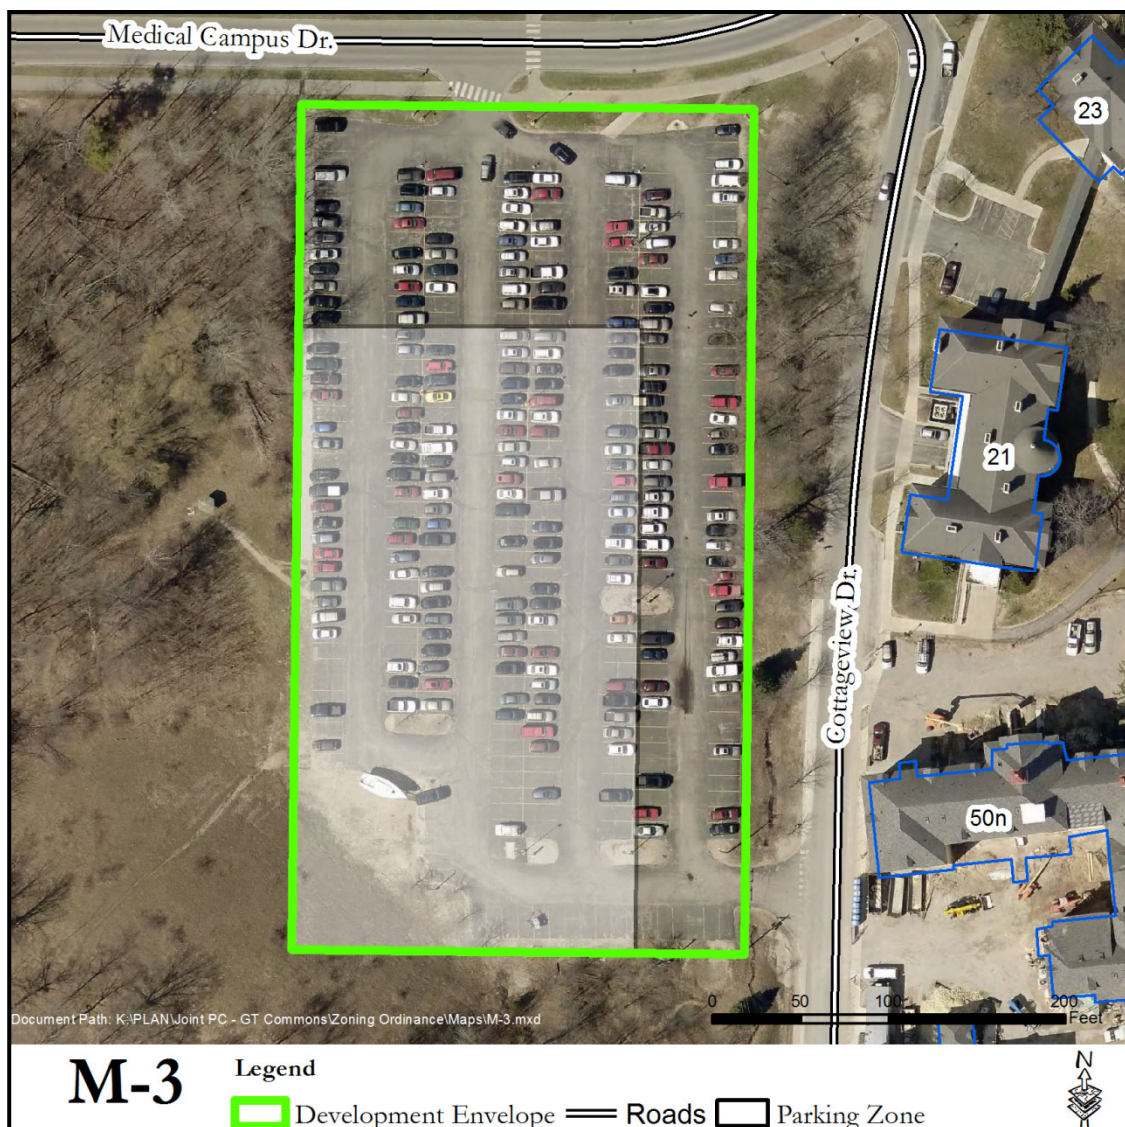 Medical Campus Dr.
23
21
Cottageview Dr.
50n
0 50 100 200
Feet
Document Path: K:\PLAN\Joint PC - GT Commons\Zoning Ordinance\Maps\M-3.mxd
M-3
Legend
Development Envelope Roads Parking Zone
N